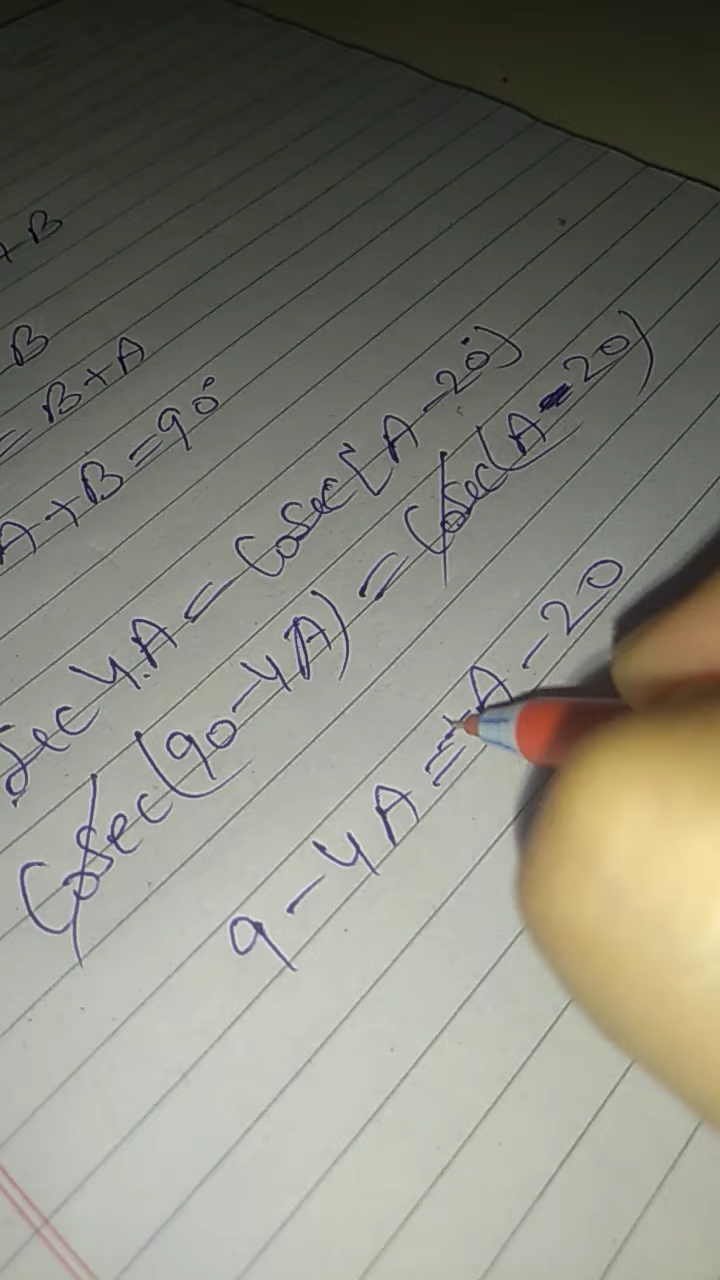 + B
B
= B + A
A + B = 90°
Sec 4A = Cosec [A - 20°)
Cosec (90 - 4A) = Cosec (A - 20)
9 - 4A = A - 20